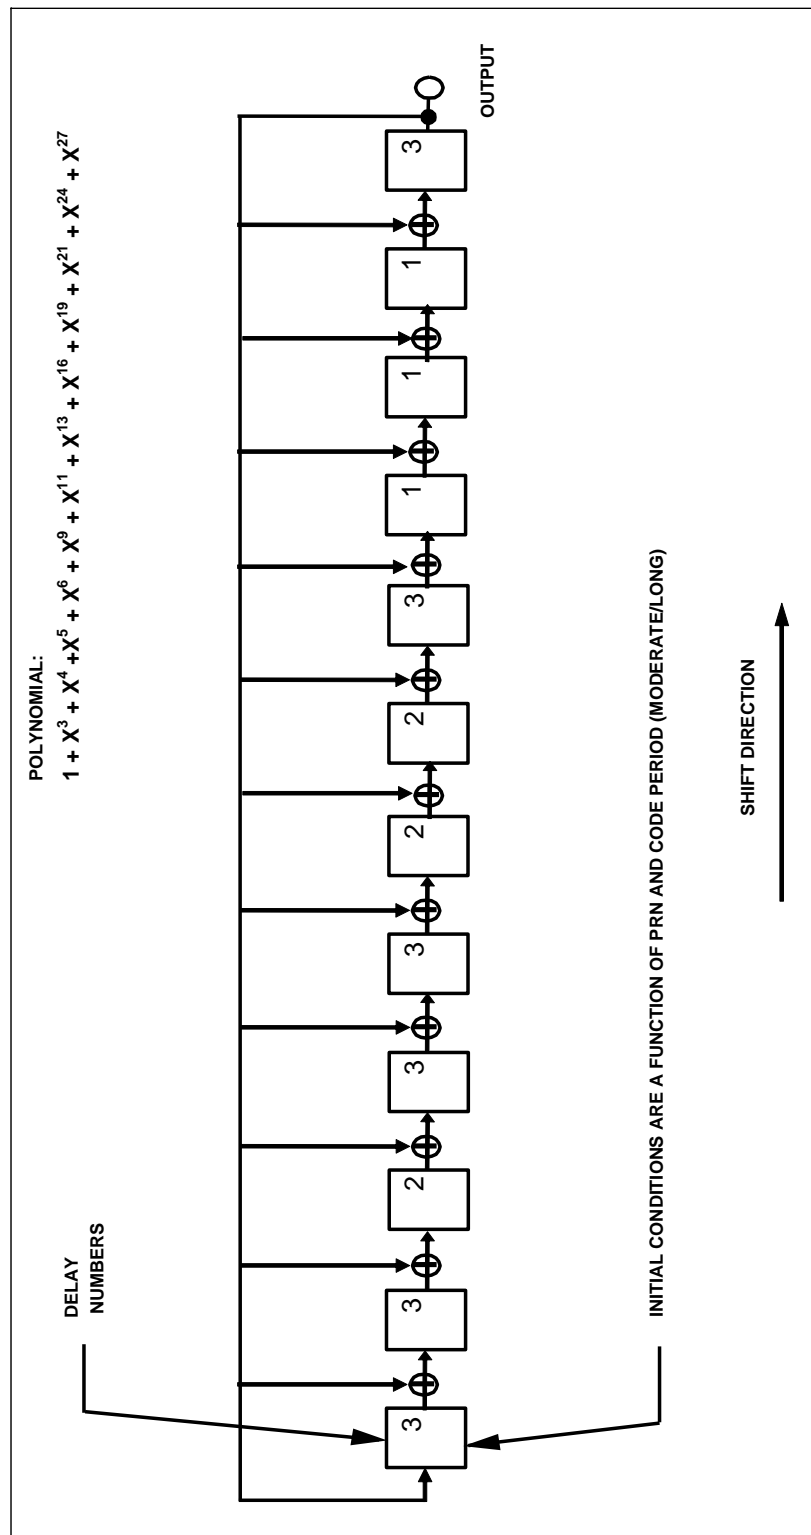 POLYNOMIAL:
1 + X³ + X⁴ +X⁵ + X⁶ + X⁹ + X¹¹ + X¹³ + X¹⁶ + X¹⁹ + X²¹ + X²⁴ + X²⁷
DELAY
NUMBERS
3 3 2 3 3 2 2 3 1 1 1 3
OUTPUT
INITIAL CONDITIONS ARE A FUNCTION OF PRN AND CODE PERIOD (MODERATE/LONG)
SHIFT DIRECTION